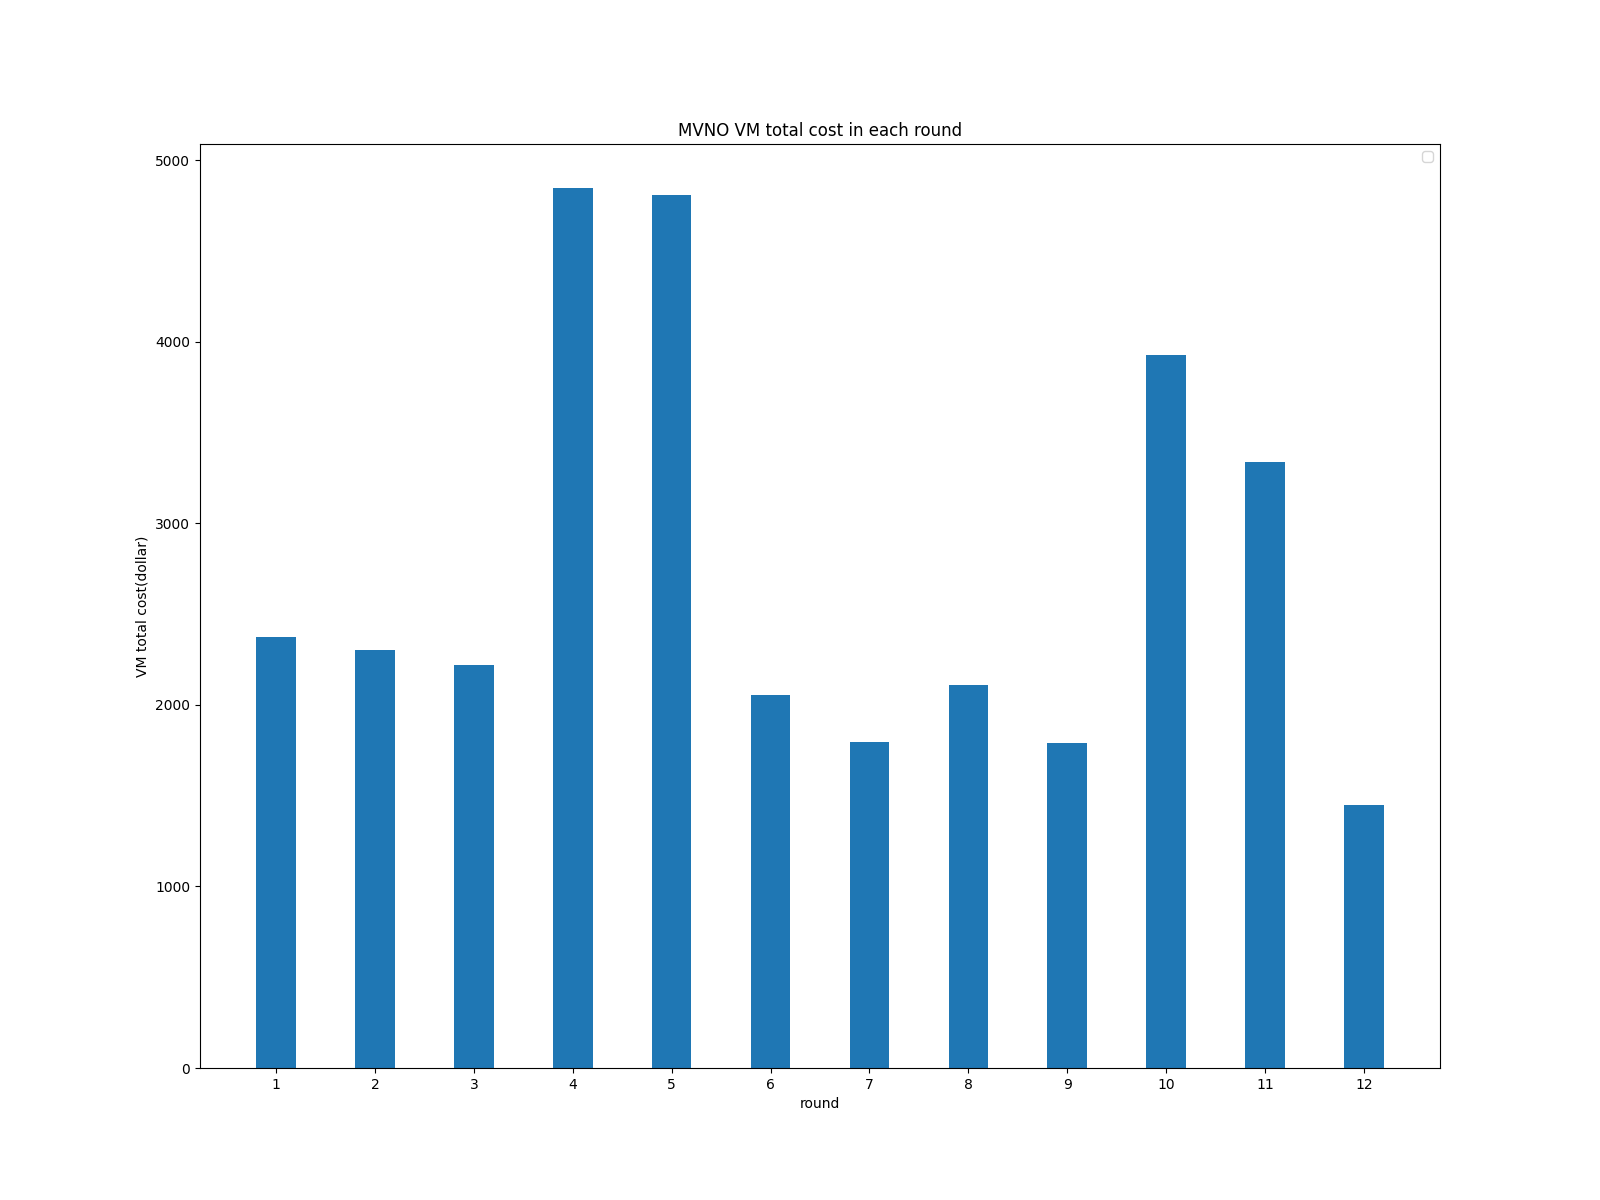 MVNO VM total cost in each round
5000
4000
3000
2000
1000
0
VM total cost(dollar)
1 2 3 4 5 6 7 8 9 10 11 12
round